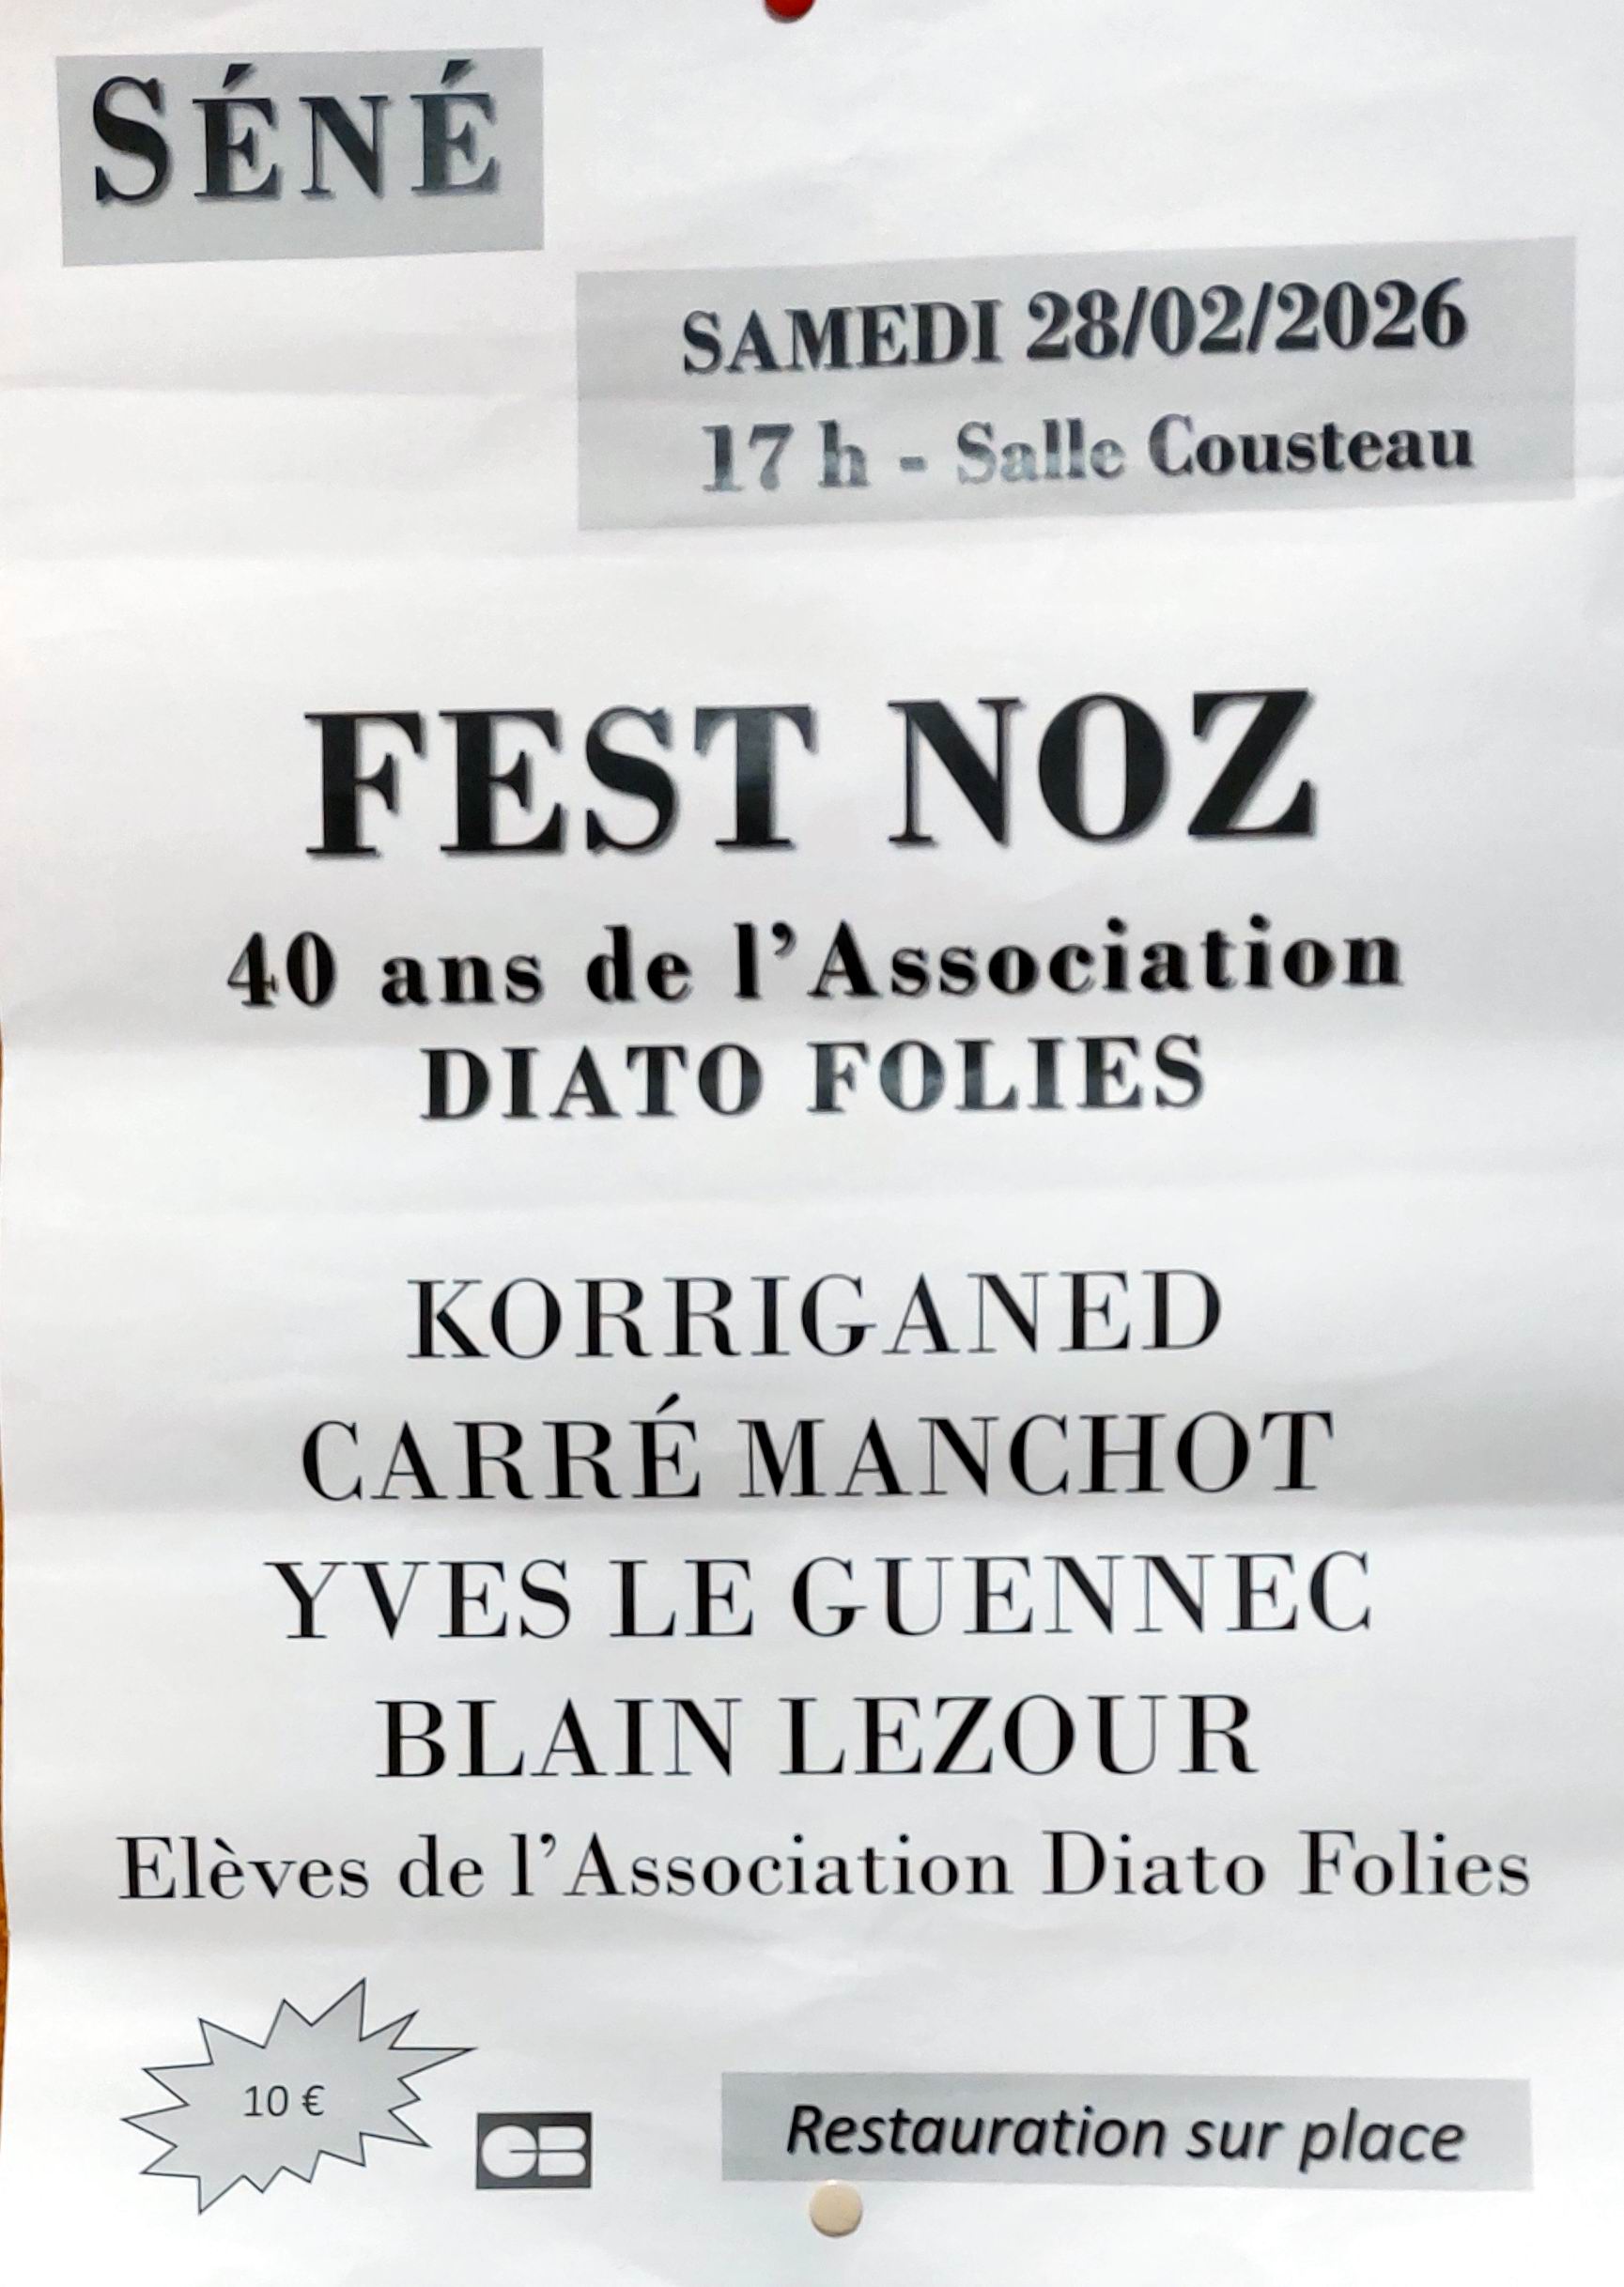 SÉNÉ
SAMEDI 28/02/2026
17 h - Salle Cousteau
FEST NOZ
40 ans de l'Association
DIATO FOLIES
KORRIGANED
CARRÉ MANCHOT
YVES LE GUENNEC
BLAIN LEZOUR
Elèves de l'Association Diato Folies
10 €
CB
Restauration sur place